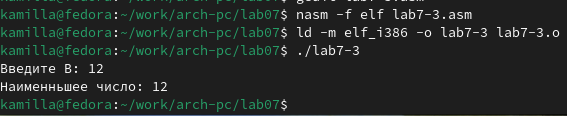 kamilla@fedora:~/work/arch-pc/lab07$ nasm -f elf lab7-3.asm
kamilla@fedora:~/work/arch-pc/lab07$ ld -m elf_i386 -o lab7-3 lab7-3.o
kamilla@fedora:~/work/arch-pc/lab07$ ./lab7-3
Введите В: 12
Наименньшее число: 12
kamilla@fedora:~/work/arch-pc/lab07$